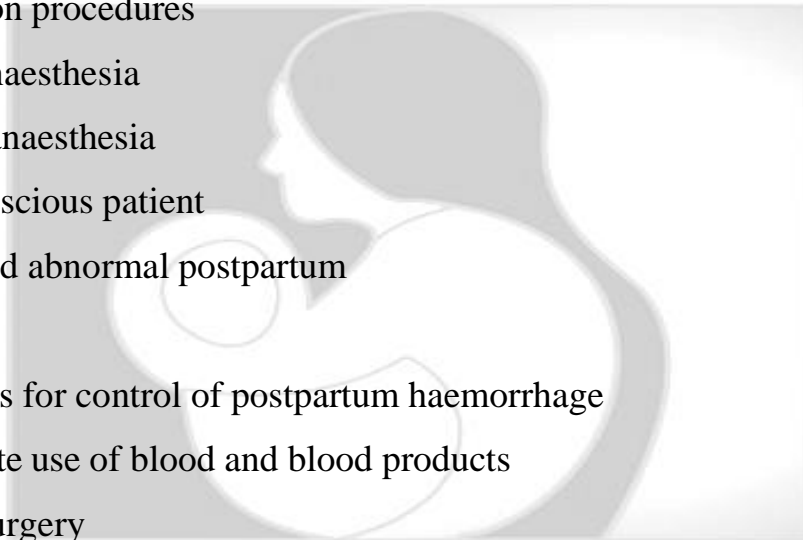 on procedures
naesthesia
anaesthesia
scious patient
d abnormal postpartum
s for control of postpartum haemorrhage
te use of blood and blood products
urgery